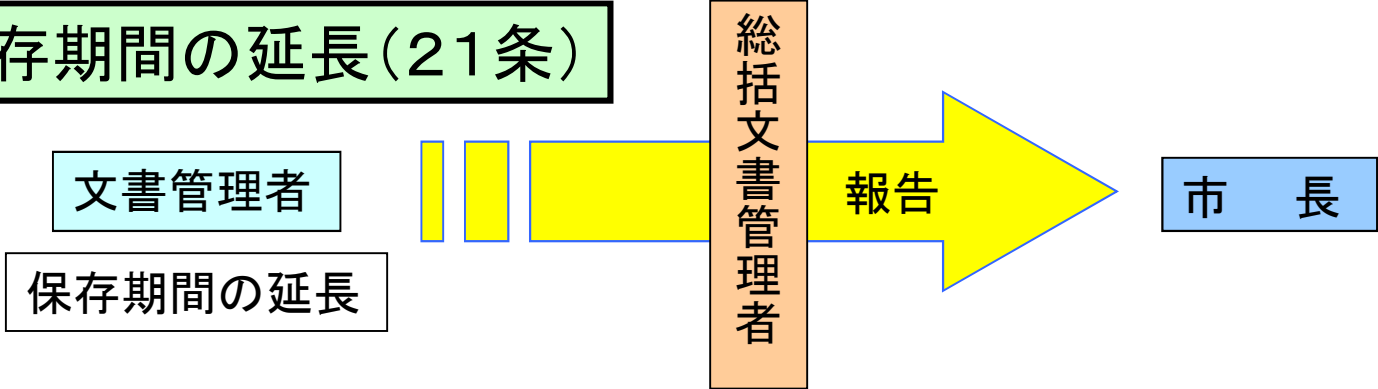 存期間の延長(21条)
総括文書管理者
文書管理者
報告
市　長
保存期間の延長